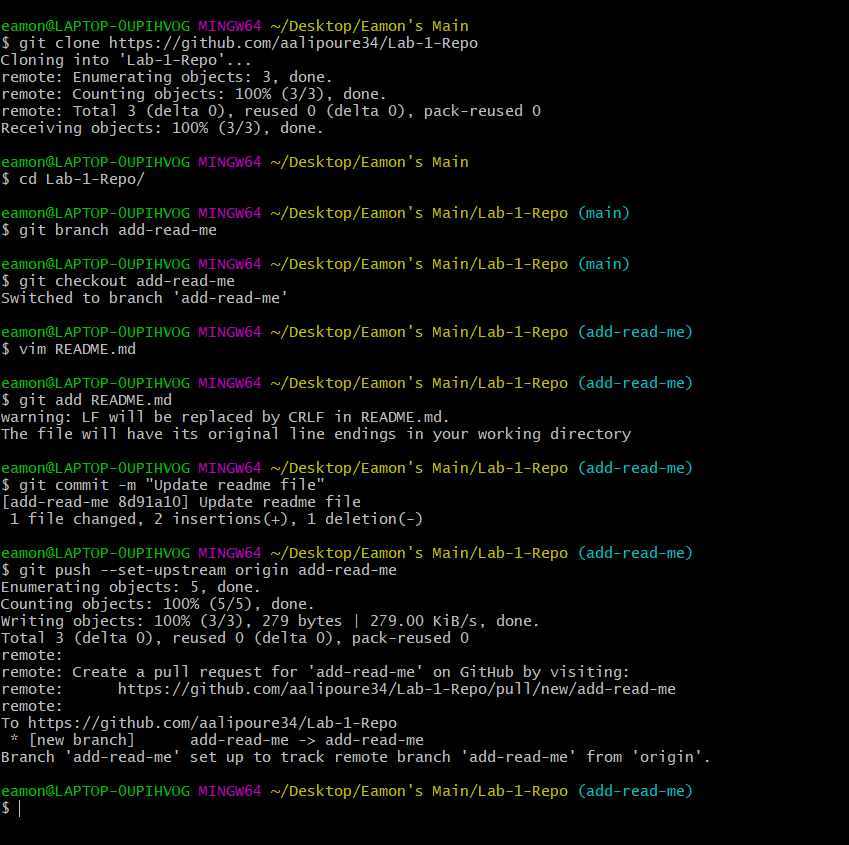 eamon@LAPTOP-0UPIHVOG MINGW64 ~/Desktop/Eamon's Main
$ git clone https://github.com/aalipoure34/Lab-1-Repo
Cloning into 'Lab-1-Repo'...
remote: Enumerating objects: 3, done.
remote: Counting objects: 100% (3/3), done.
remote: Total 3 (delta 0), reused 0 (delta 0), pack-reused 0
Receiving objects: 100% (3/3), done.
eamon@LAPTOP-0UPIHVOG MINGW64 ~/Desktop/Eamon's Main
$ cd Lab-1-Repo/
eamon@LAPTOP-0UPIHVOG MINGW64 ~/Desktop/Eamon's Main/Lab-1-Repo (main)
$ git branch add-read-me
eamon@LAPTOP-0UPIHVOG MINGW64 ~/Desktop/Eamon's Main/Lab-1-Repo (main)
$ git checkout add-read-me
Switched to branch 'add-read-me'
eamon@LAPTOP-0UPIHVOG MINGW64 ~/Desktop/Eamon's Main/Lab-1-Repo (add-read-me)
$ vim README.md
eamon@LAPTOP-0UPIHVOG MINGW64 ~/Desktop/Eamon's Main/Lab-1-Repo (add-read-me)
$ git add README.md
warning: LF will be replaced by CRLF in README.md.
The file will have its original line endings in your working directory
eamon@LAPTOP-0UPIHVOG MINGW64 ~/Desktop/Eamon's Main/Lab-1-Repo (add-read-me)
$ git commit -m "Update readme file"
[add-read-me 8d91a10] Update readme file
1 file changed, 2 insertions(+), 1 deletion(-)
eamon@LAPTOP-0UPIHVOG MINGW64 ~/Desktop/Eamon's Main/Lab-1-Repo (add-read-me)
$ git push --set-upstream origin add-read-me
Enumerating objects: 5, done.
Counting objects: 100% (5/5), done.
Writing objects: 100% (3/3), 279 bytes | 279.00 KiB/s, done.
Total 3 (delta 0), reused 0 (delta 0), pack-reused 0
remote:
remote: Create a pull request for 'add-read-me' on GitHub by visiting:
remote:      https://github.com/aalipoure34/Lab-1-Repo/pull/new/add-read-me
remote:
To https://github.com/aalipoure34/Lab-1-Repo
* [new branch]      add-read-me -> add-read-me
Branch 'add-read-me' set up to track remote branch 'add-read-me' from 'origin'.
eamon@LAPTOP-0UPIHVOG MINGW64 ~/Desktop/Eamon's Main/Lab-1-Repo (add-read-me)
$